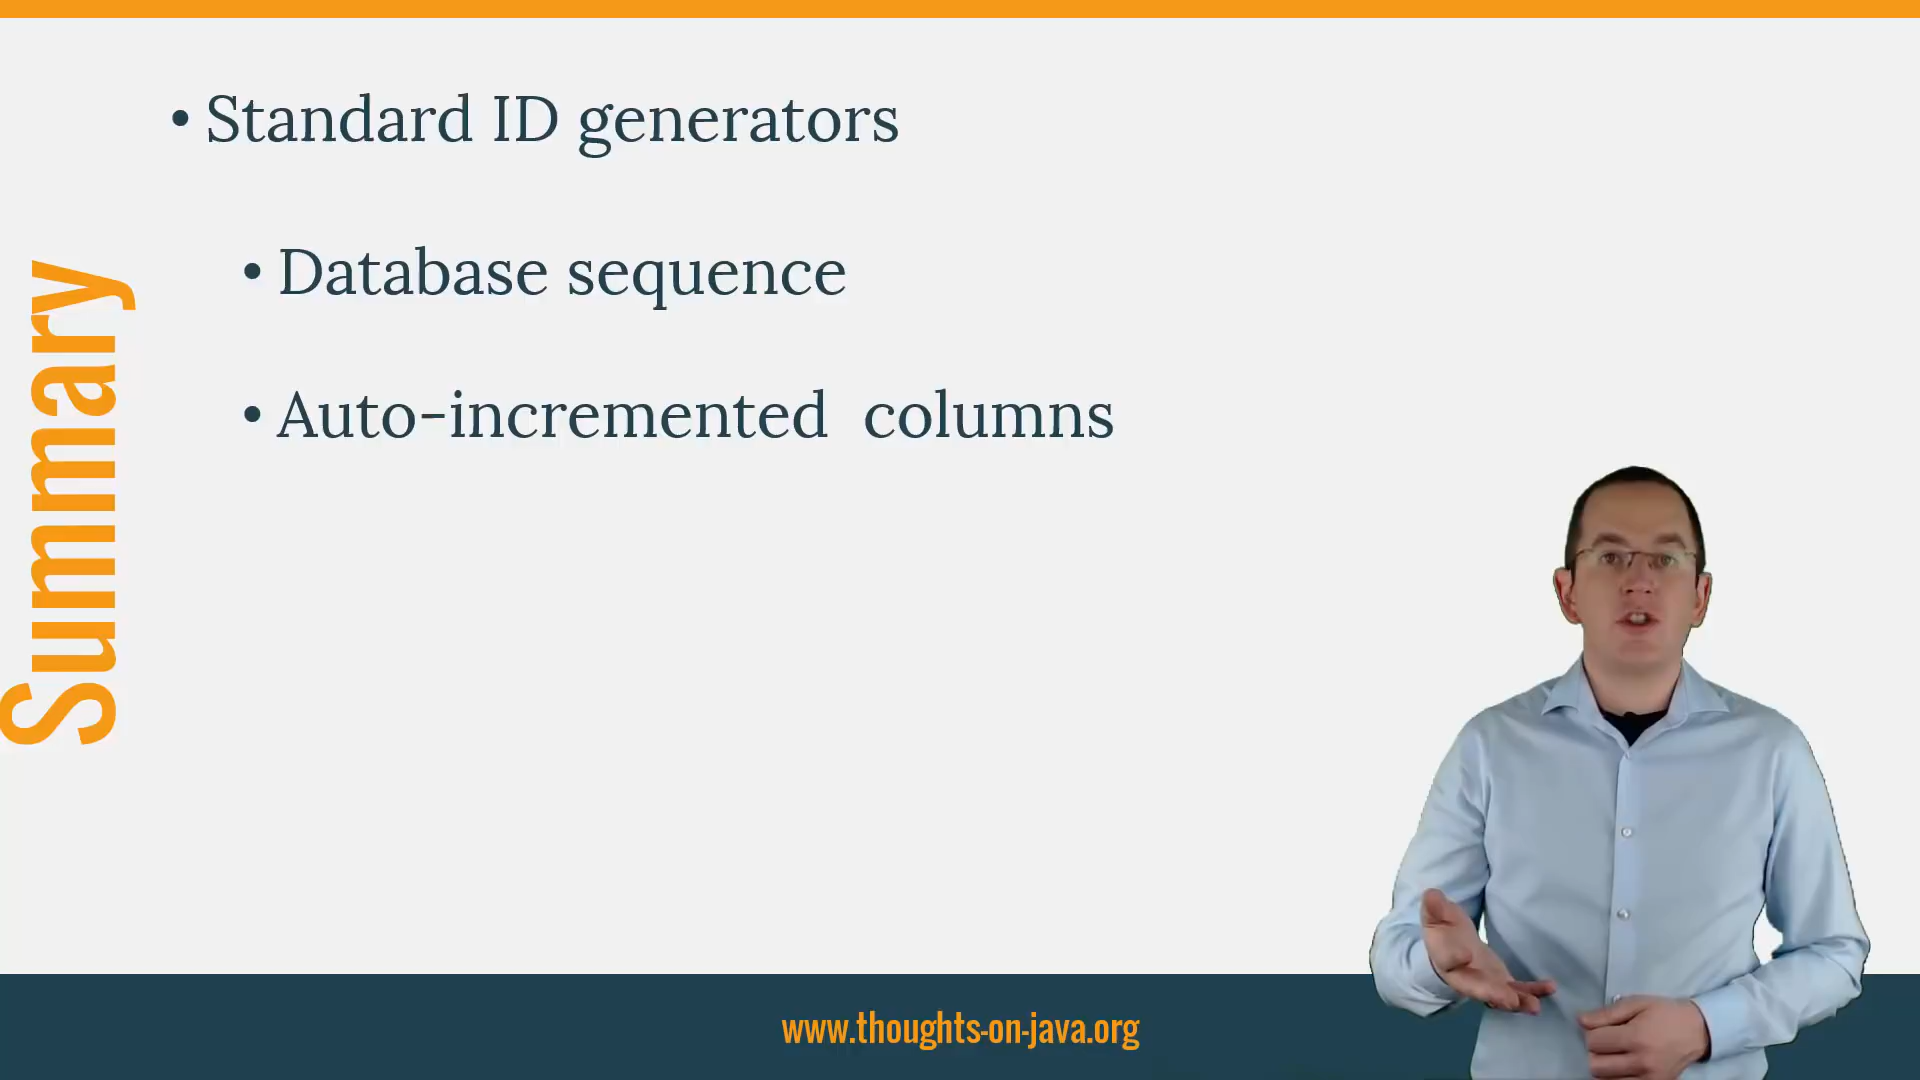 • Standard ID generators
• Database sequence
• Auto-incremented columns
Summary
www.thoughts-on-java.org